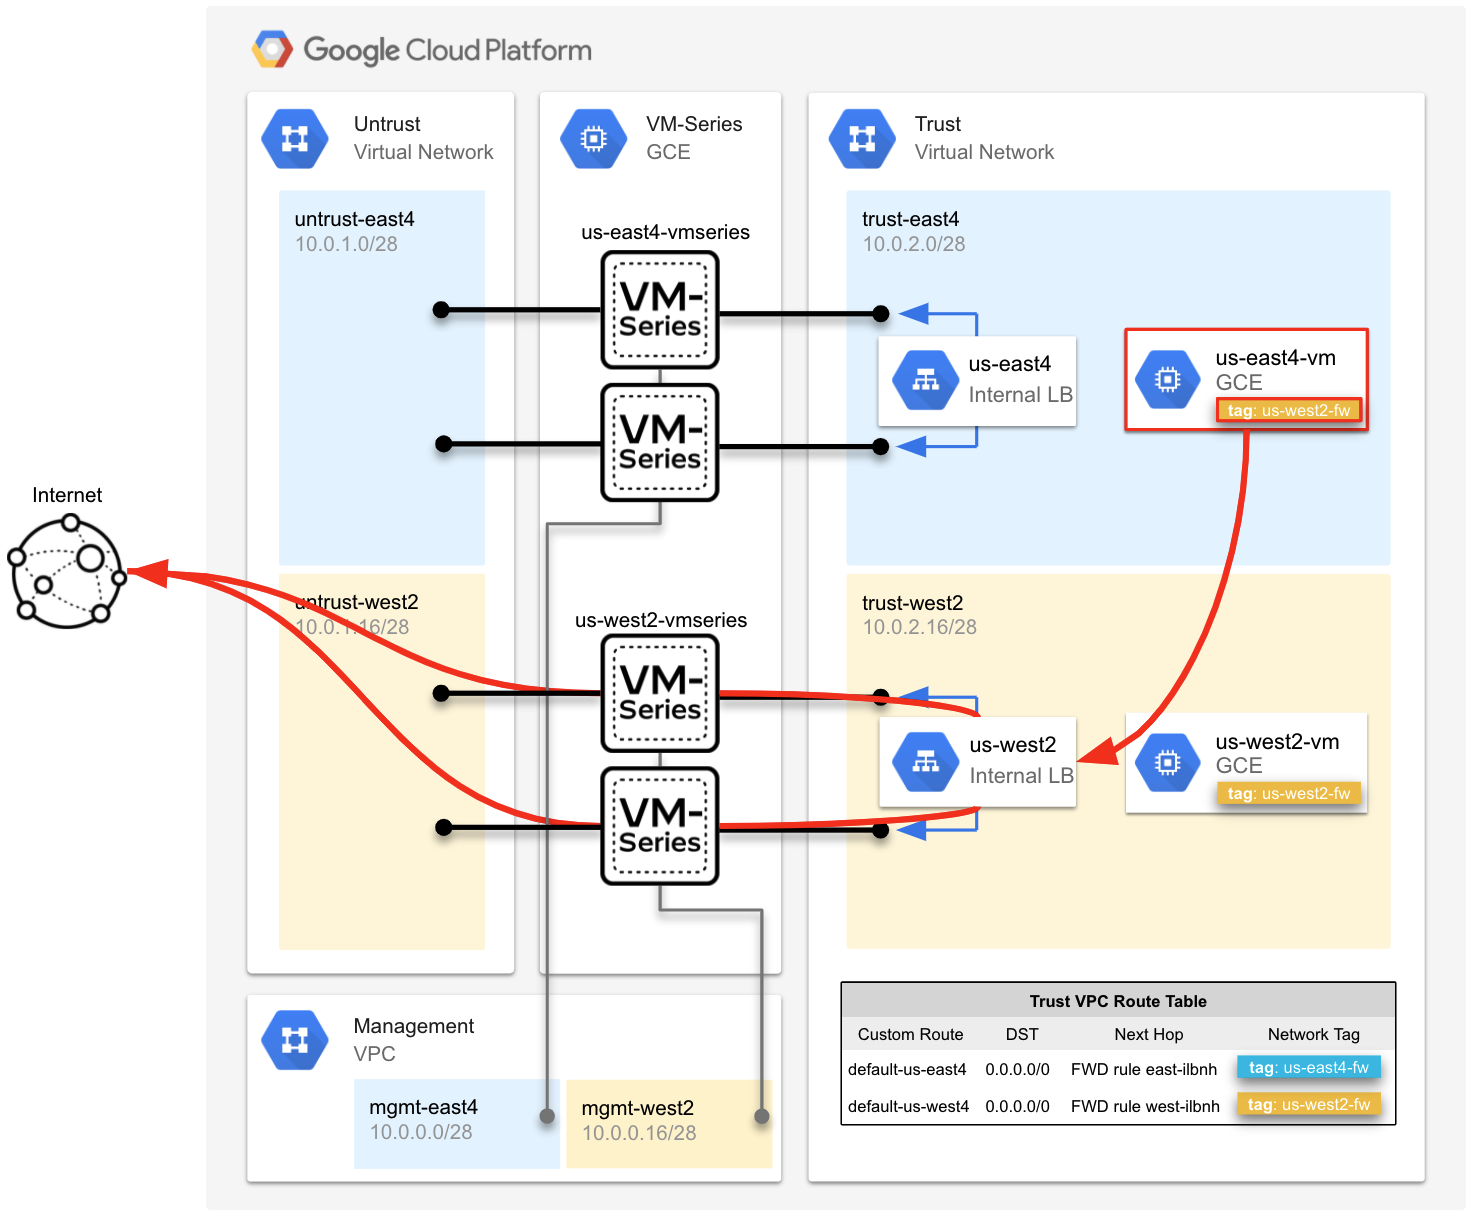 Google Cloud Platform
Untrust
Virtual Network
VM-Series
GCE
Trust
Virtual Network
untrust-east4
10.0.1.0/28
us-east4-vmseries
VM-
Series
VM-
Series
trust-east4
10.0.2.0/28
us-east4
Internal LB
us-east4-vm
GCE
tag: us-west2-fw
Internet
untrust-west2
10.0.1.16/28
us-west2-vmseries
VM-
Series
VM-
Series
trust-west2
10.0.2.16/28
us-west2
Internal LB
us-west2-vm
GCE
tag: us-west2-fw
Management
VPC
mgmt-east4
10.0.0.0/28
mgmt-west2
10.0.0.16/28
Trust VPC Route Table
Custom Route DST Next Hop Network Tag
default-us-east4 0.0.0.0/0 FWD rule east-ilbnh tag: us-east4-fw
default-us-west4 0.0.0.0/0 FWD rule west-ilbnh tag: us-west2-fw